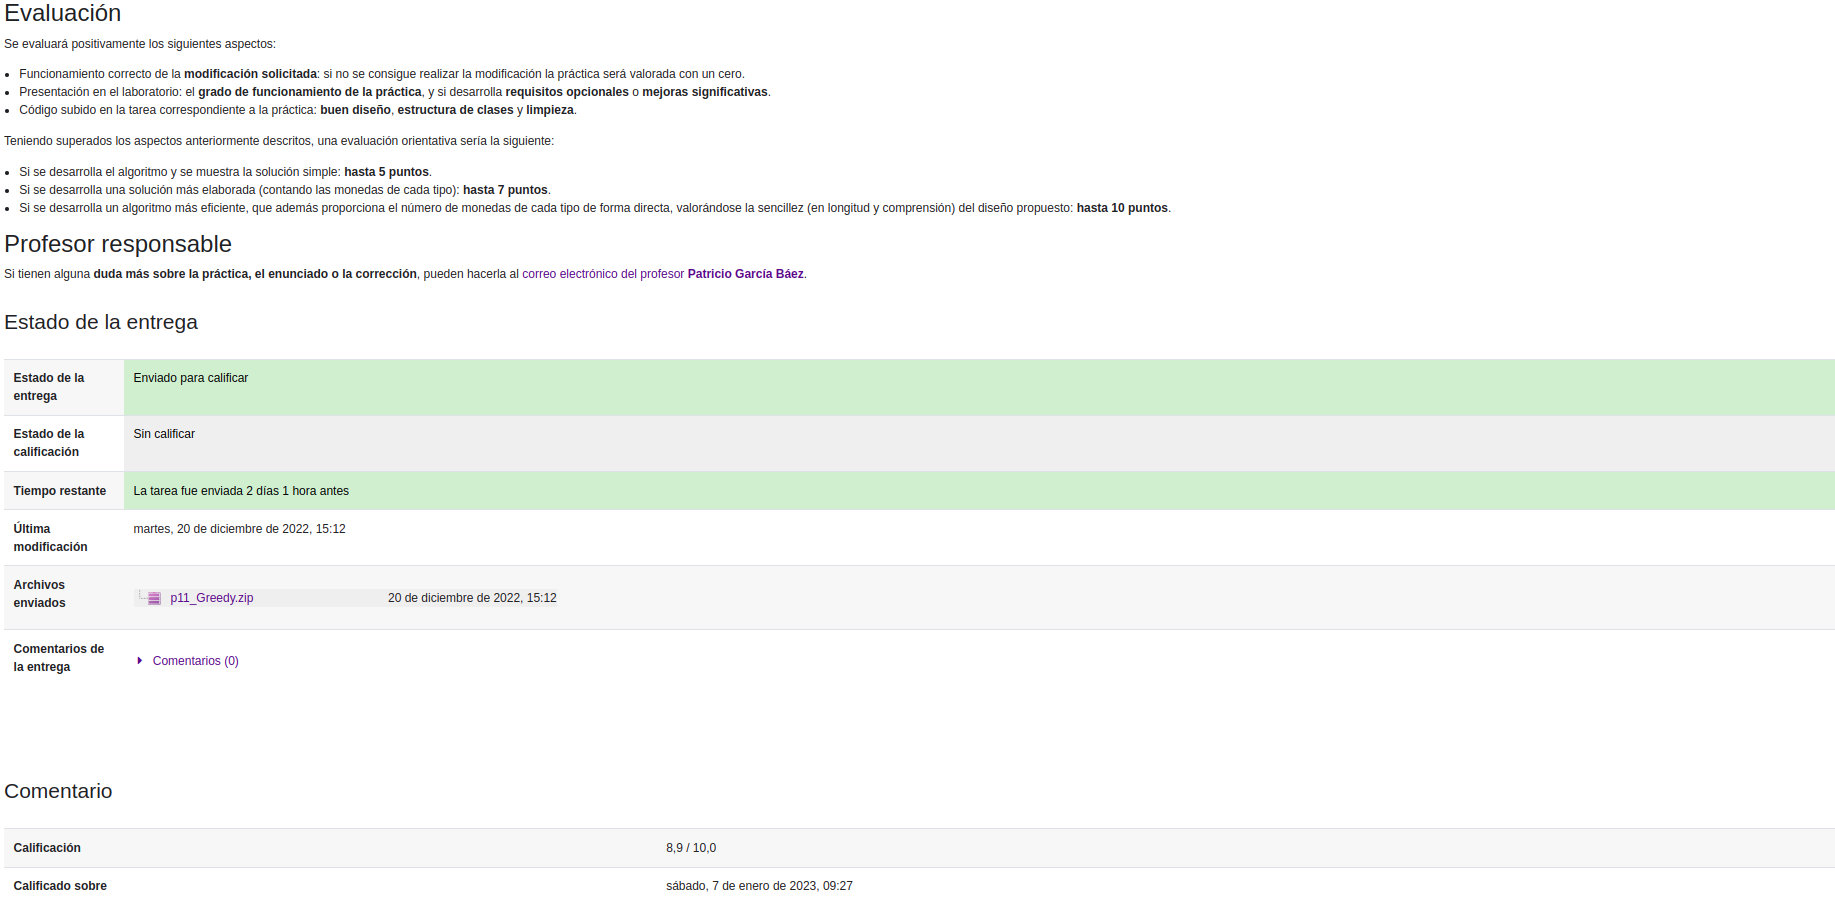 Evaluación
Se evaluará positivamente los siguientes aspectos:
Funcionamiento correcto de la modificación solicitada: si no se consigue realizar la modificación la práctica será valorada con un cero.
Presentación en el laboratorio: el grado de funcionamiento de la práctica, y si desarrolla requisitos opcionales o mejoras significativas.
Código subido en la tarea correspondiente a la práctica: buen diseño, estructura de clases y limpieza.
Teniendo superados los aspectos anteriormente descritos, una evaluación orientativa sería la siguiente:
Si se desarrolla el algoritmo y se muestra la solución simple: hasta 5 puntos.
Si se desarrolla una solución más elaborada (contando las monedas de cada tipo): hasta 7 puntos.
Si se desarrolla un algoritmo más eficiente, que además proporciona el número de monedas de cada tipo de forma directa, valorándose la sencillez (en longitud y comprensión) del diseño propuesto: hasta 10 puntos.
Profesor responsable
Si tienen alguna duda más sobre la práctica, el enunciado o la corrección, pueden hacerla al correo electrónico del profesor Patricio García Báez.
Estado de la entrega
Estado de la entrega
Enviado para calificar
Estado de la calificación
Sin calificar
Tiempo restante
La tarea fue enviada 2 días 1 hora antes
Última modificación
martes, 20 de diciembre de 2022, 15:12
Archivos enviados
p11_Greedy.zip 20 de diciembre de 2022, 15:12
Comentarios de la entrega
Comentarios (0)
Comentario
Calificación 8,9 / 10,0
Calificado sobre sábado, 7 de enero de 2023, 09:27